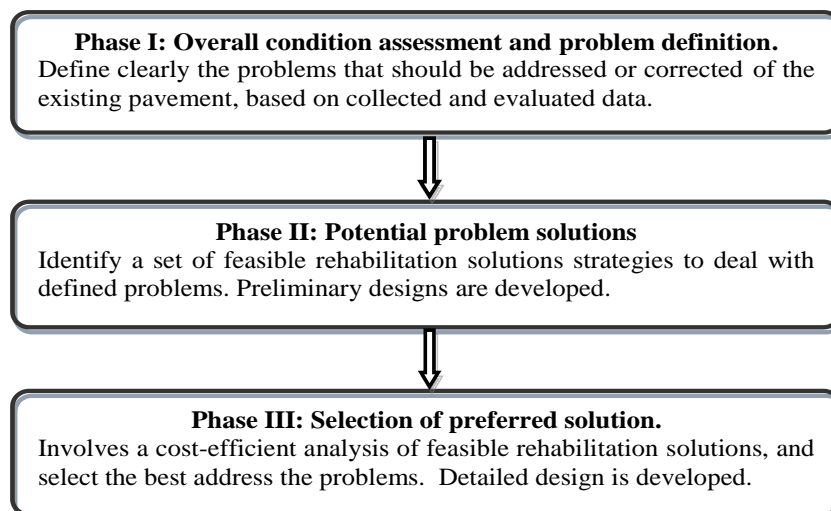 Phase I: Overall condition assessment and problem definition.
Define clearly the problems that should be addressed or corrected of the
existing pavement, based on collected and evaluated data.
Phase II: Potential problem solutions
Identify a set of feasible rehabilitation solutions strategies to deal with
defined problems. Preliminary designs are developed.
Phase III: Selection of preferred solution.
Involves a cost-efficient analysis of feasible rehabilitation solutions, and
select the best address the problems.  Detailed design is developed.